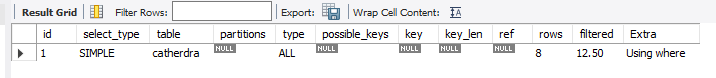 Result Grid Filter Rows: Export: Wrap Cell Content: IA
id select_type table partitions type possible_keys key key_len ref rows filtered Extra
1 SIMPLE catherdra NULL ALL NULL NULL NULL NULL 8 12.50 Using where